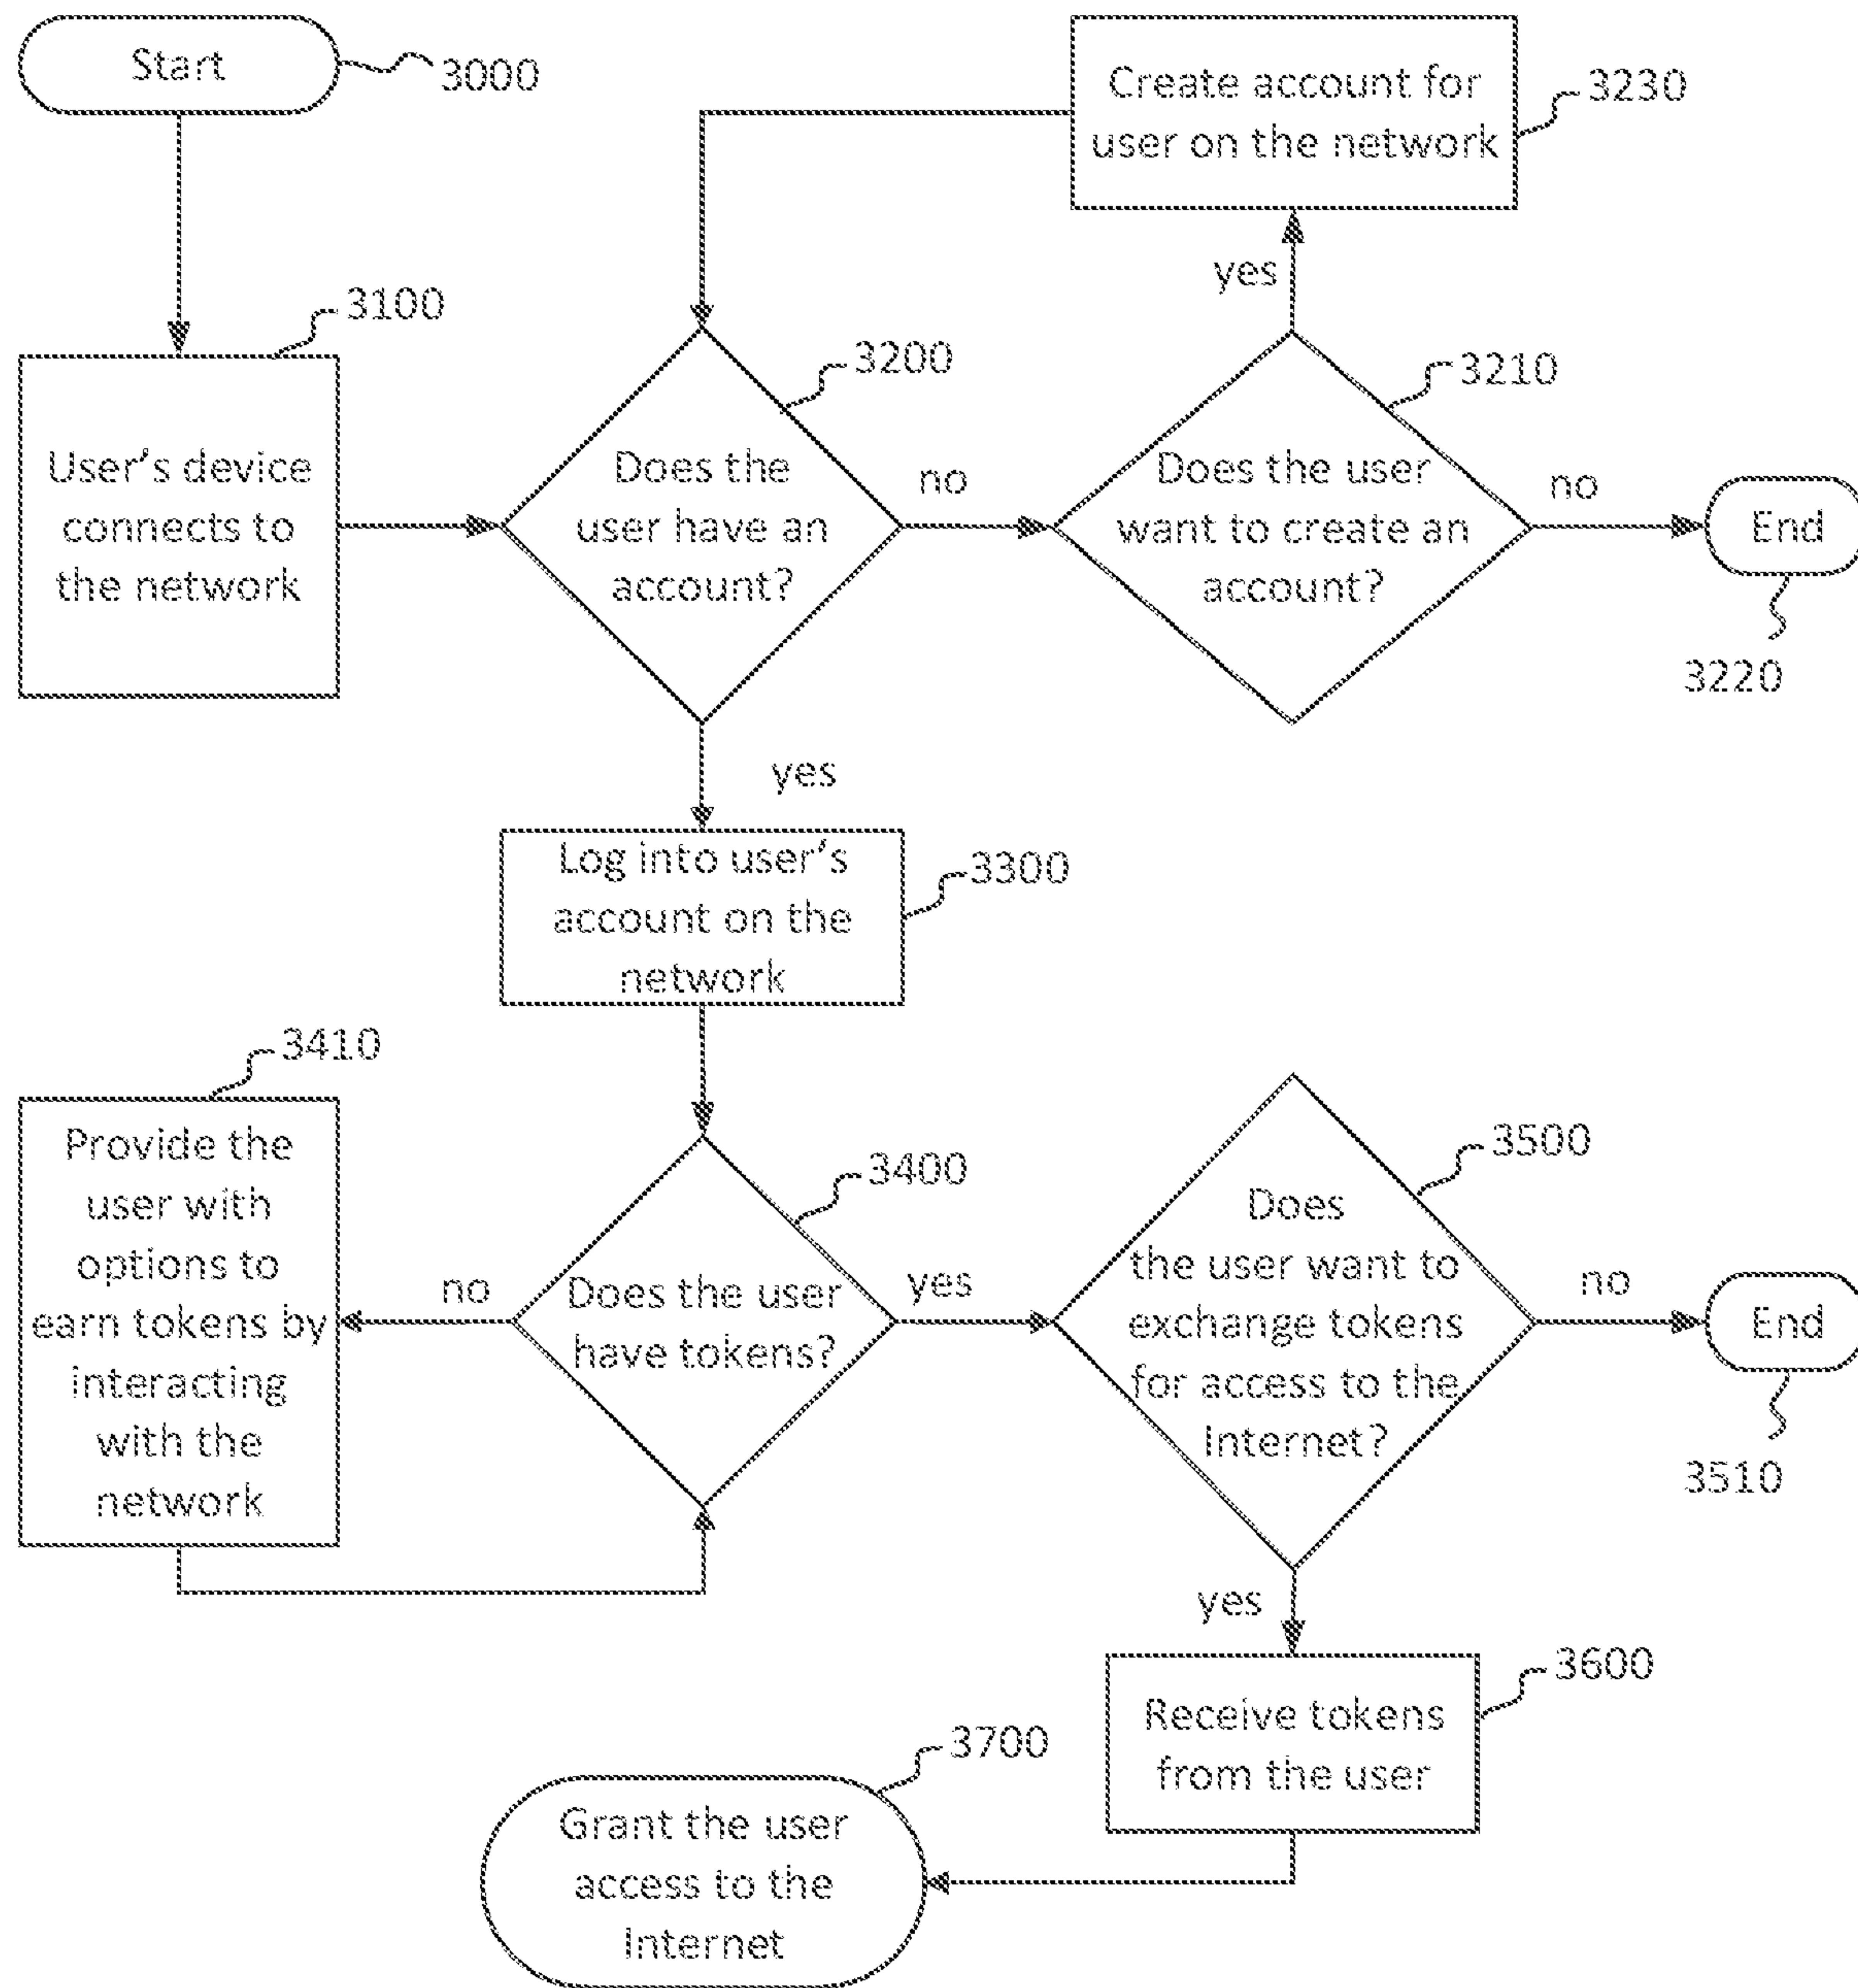 Start
3000
Create account for
user on the network
3230
yes
3100
User's device
connects to
the network
3200
Does the
user have an
account?
no
3210
Does the user
want to create an
account?
no
End
3220
yes
Log into user's
account on the
network
3300
3410
Provide the
user with
options to
earn tokens by
interacting
with the
network
no
3400
Does the user
have tokens?
yes
3500
Does
the user want to
exchange tokens
for access to the
Internet?
no
End
3510
yes
3600
Receive tokens
from the user
3700
Grant the user
access to the
Internet